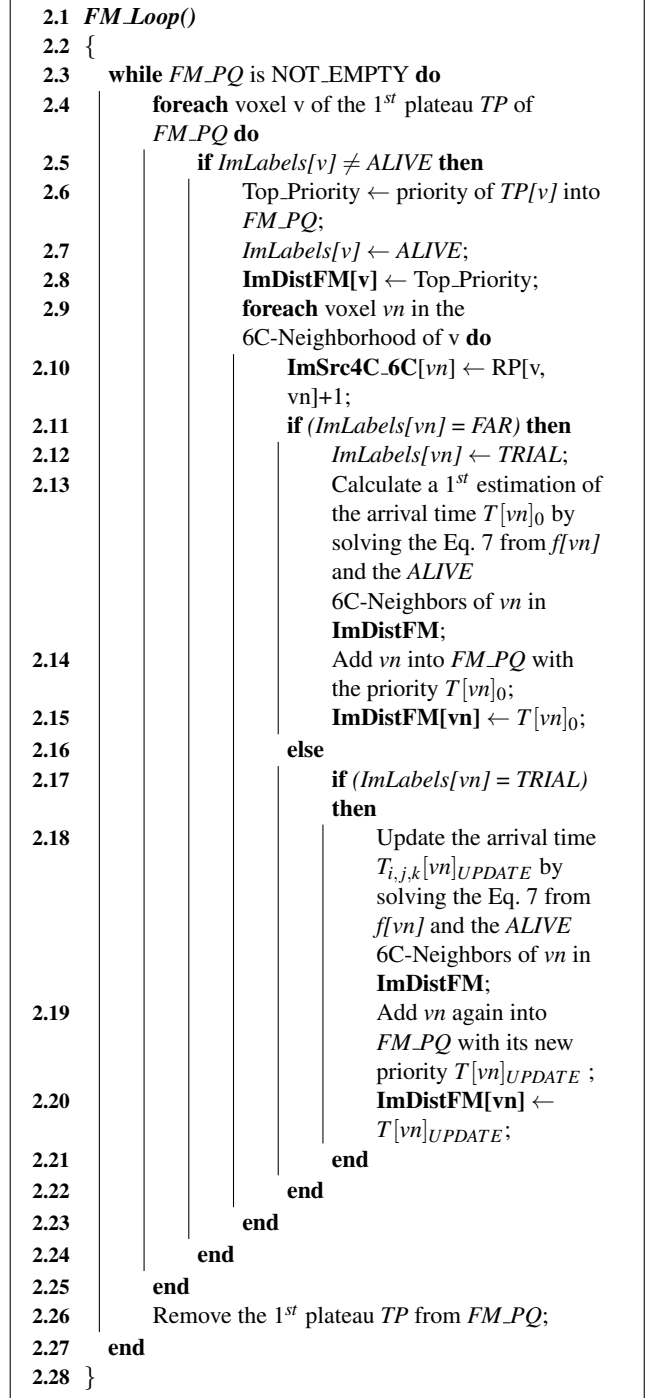 2.1 FM_Loop()
2.2 {
2.3 while FM_PQ is NOT_EMPTY do
2.4 foreach voxel v of the 1st plateau TP of
FM_PQ do
2.5 if ImLabels[v] ≠ ALIVE then
2.6 Top_Priority ← priority of TP[v] into
FM_PQ;
2.7 ImLabels[v] ← ALIVE;
2.8 ImDistFM[v] ← Top_Priority;
2.9 foreach voxel vn in the
6C-Neighborhood of v do
2.10 ImSrc4C_6C[vn] ← RP[v,
vn]+1;
2.11 if (ImLabels[vn] = FAR) then
2.12 ImLabels[vn] ← TRIAL;
2.13 Calculate a 1st estimation of
the arrival time T[vn]0 by
solving the Eq. 7 from f[vn]
and the ALIVE
6C-Neighbors of vn in
ImDistFM;
2.14 Add vn into FM_PQ with
the priority T[vn]0;
2.15 ImDistFM[vn] ← T[vn]0;
2.16 else
2.17 if (ImLabels[vn] = TRIAL)
then
2.18 Update the arrival time
Ti,j,k[vn]UPDATE by
solving the Eq. 7 from
f[vn] and the ALIVE
6C-Neighbors of vn in
ImDistFM;
2.19 Add vn again into
FM_PQ with its new
priority T[vn]UPDATE ;
2.20 ImDistFM[vn] ←
T[vn]UPDATE;
2.21 end
2.22 end
2.23 end
2.24 end
2.25 end
2.26 Remove the 1st plateau TP from FM_PQ;
2.27 end
2.28 }